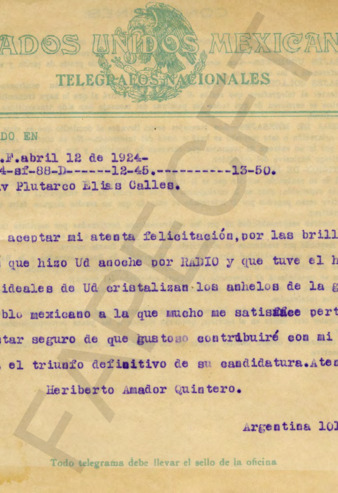 ADOS UNIDOS MEXICAN
TELEGRAFOS NACIONALES
DO EN
.F.abril 12 de 1924-
4-sf-88-D------12-45.----------13-50.
v Plutarco Elias Calles.
aceptar mi atenta felicitación,por las brill
que hizo Ud anoche por RADIO y que tuve el h
ideales de Ud cristalizan los anhelos de la g
blo mexicano a la que mucho me satisface pert
tar seguro de que gustoso contribuiré con mi
el triunfo definitivo de su candidatura.Aten
Heriberto Amador Quintero.
Argentina 101
Todo telegrama debe llevar el sello de la oficina
FAPECFT